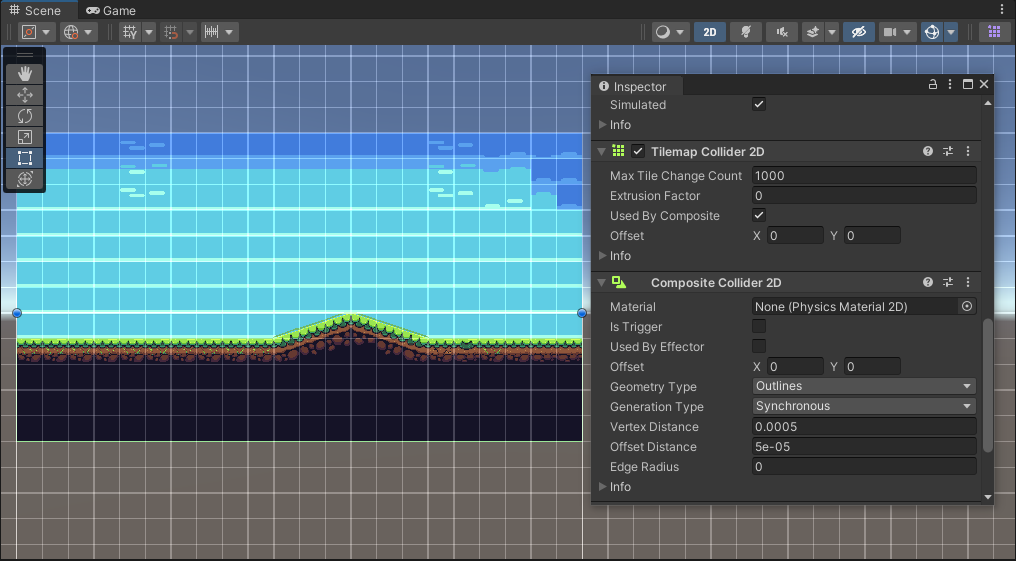 Scene Game
2D
Inspector
Simulated
Info
Tilemap Collider 2D
Max Tile Change Count 1000
Extrusion Factor 0
Used By Composite
Offset X 0 Y 0
Info
Composite Collider 2D
Material None (Physics Material 2D)
Is Trigger
Used By Effector
Offset X 0 Y 0
Geometry Type Outlines
Generation Type Synchronous
Vertex Distance 0.0005
Offset Distance 5e-05
Edge Radius 0
Info